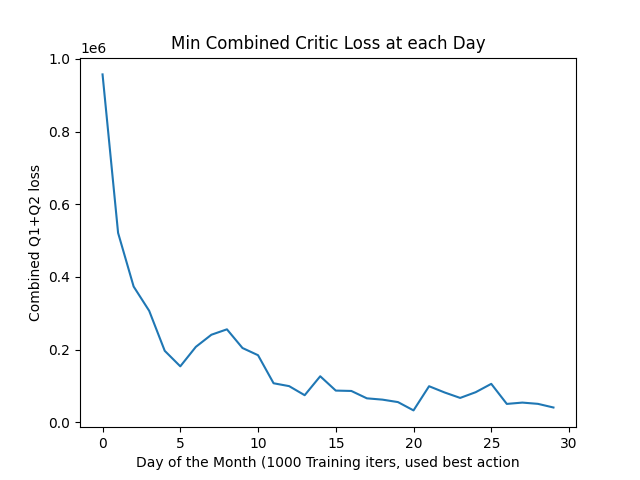 Min Combined Critic Loss at each Day
1e6
1.0
0.8
0.6
0.4
0.2
0.0
Combined Q1+Q2 loss
0 5 10 15 20 25 30
Day of the Month (1000 Training iters, used best action